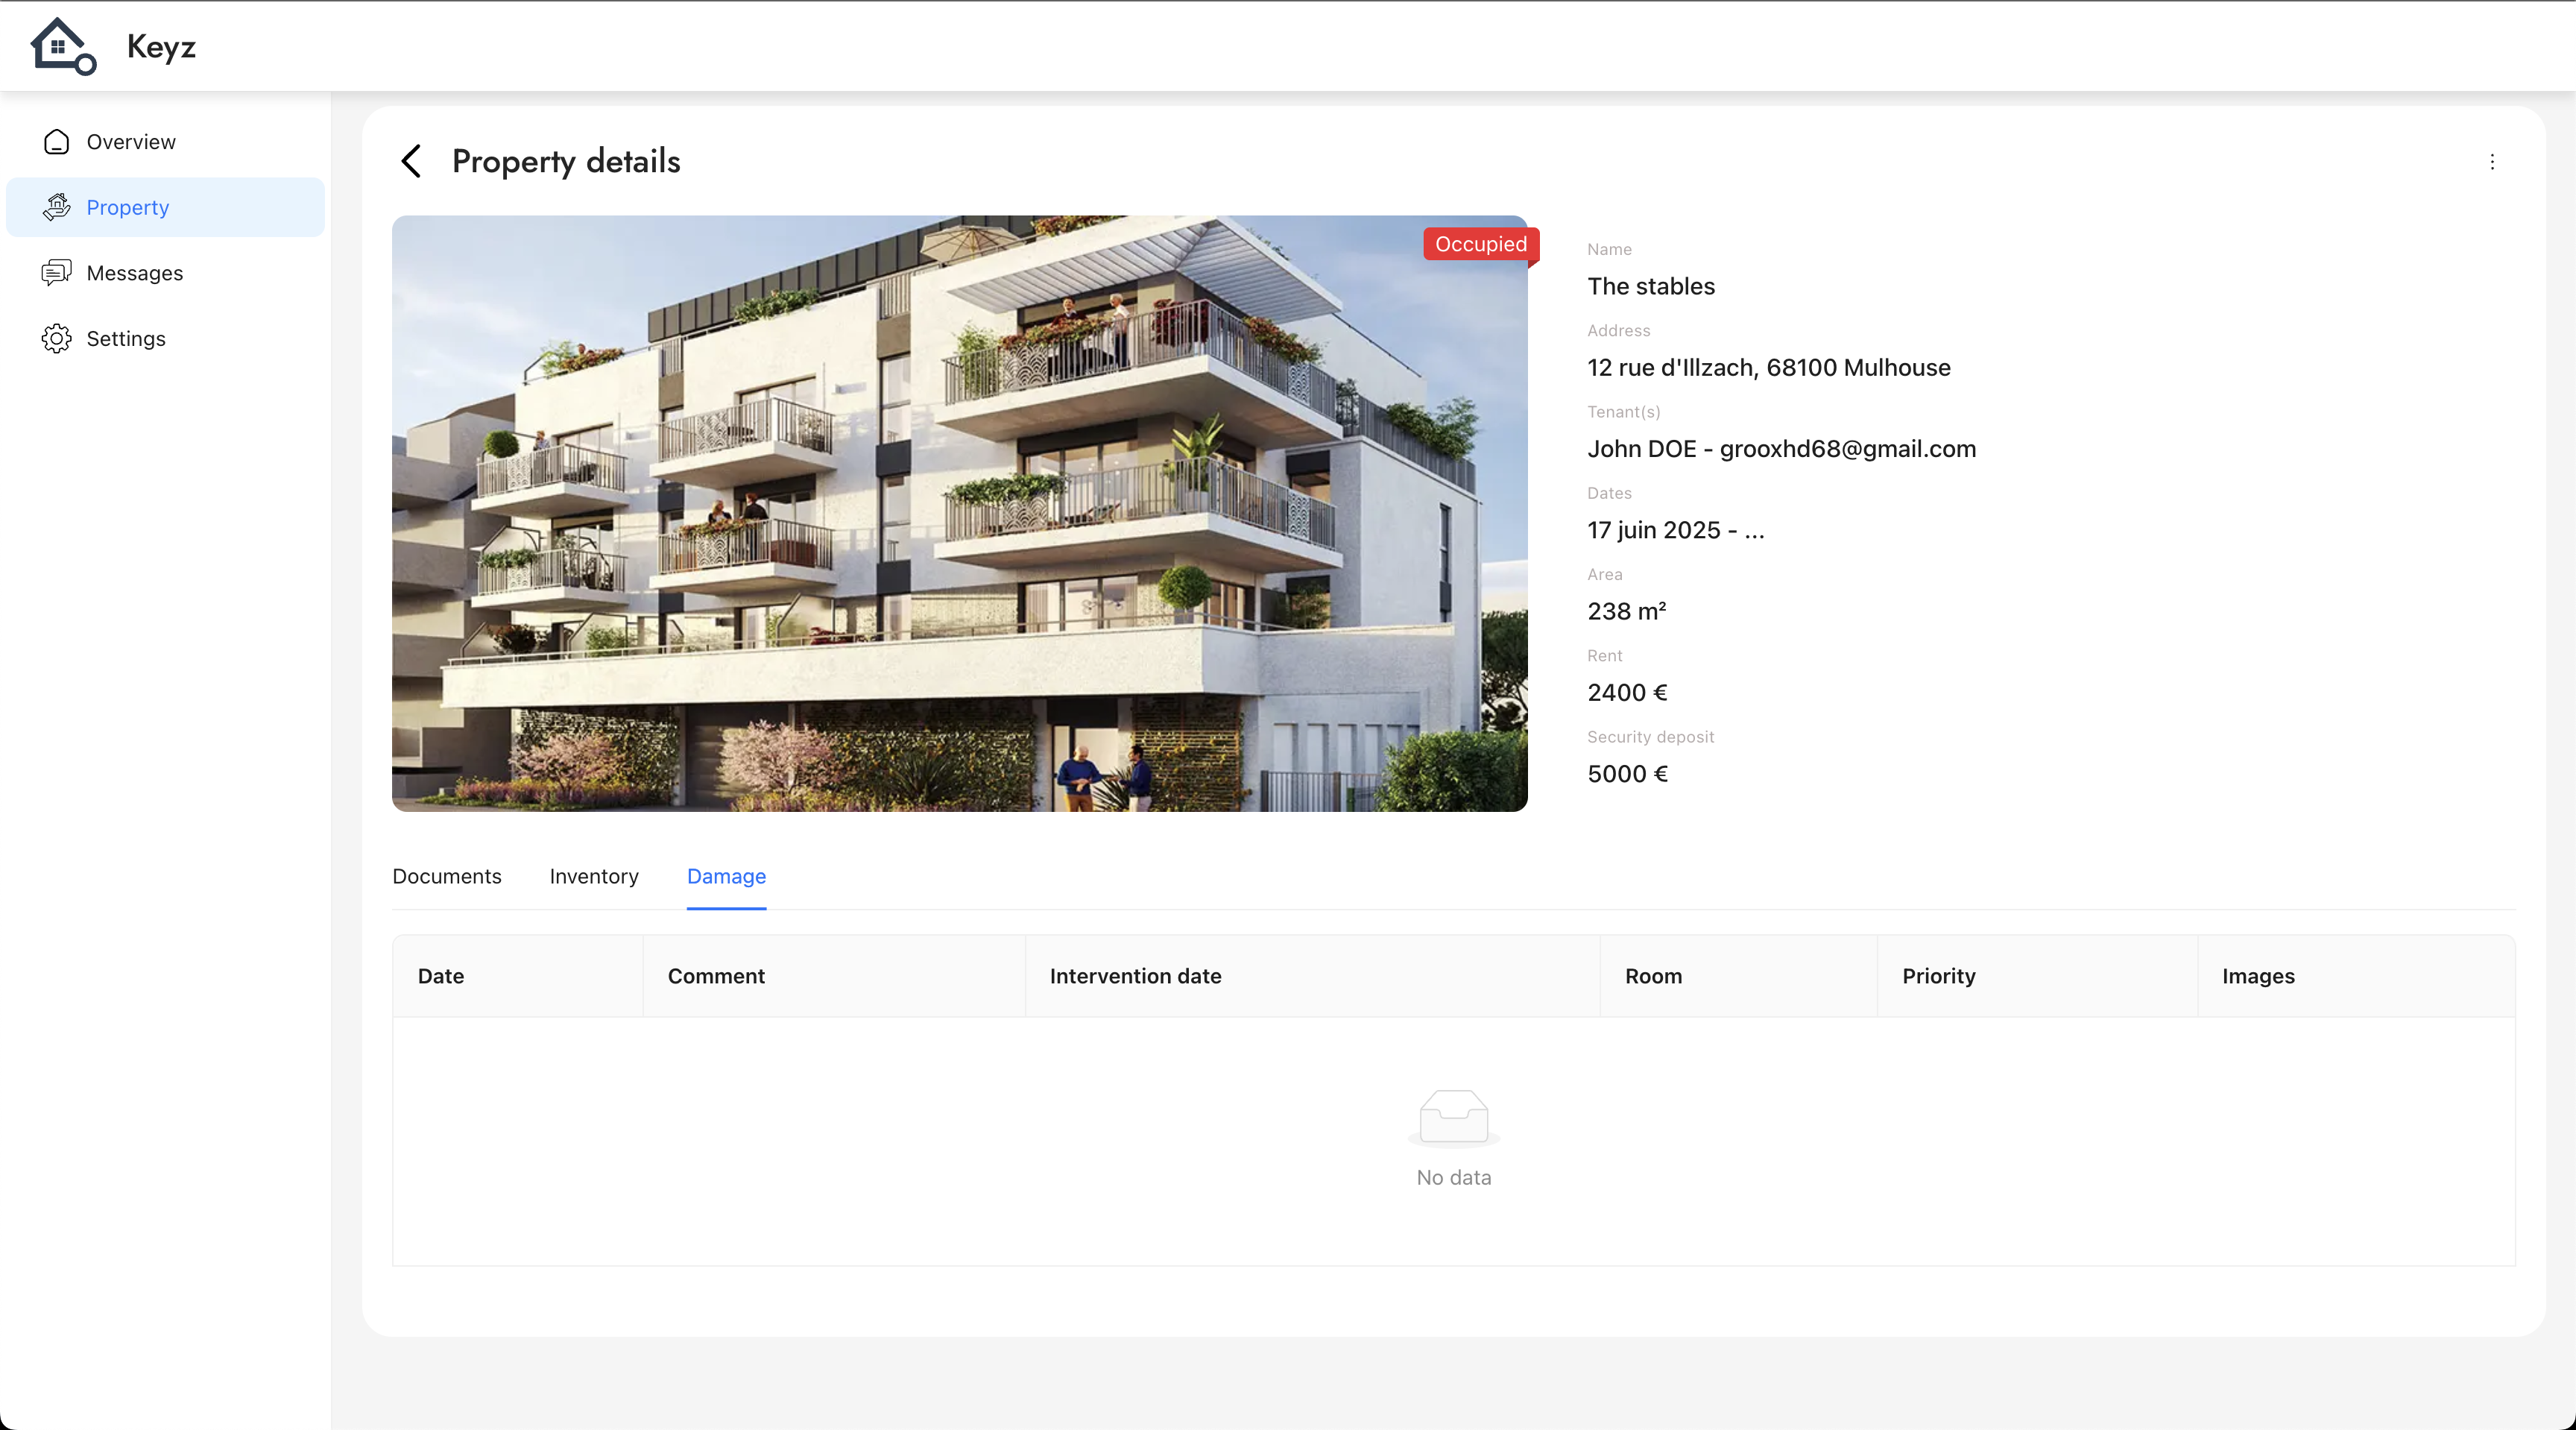 Keyz
Overview
Property
Messages
Settings
Property details
Occupied
Name
The stables
Address
12 rue d'Illzach, 68100 Mulhouse
Tenant(s)
John DOE - grooxhd68@gmail.com
Dates
17 juin 2025 - ...
Area
238 m²
Rent
2400 €
Security deposit
5000 €
Documents Inventory Damage
Date Comment Intervention date Room Priority Images
No data